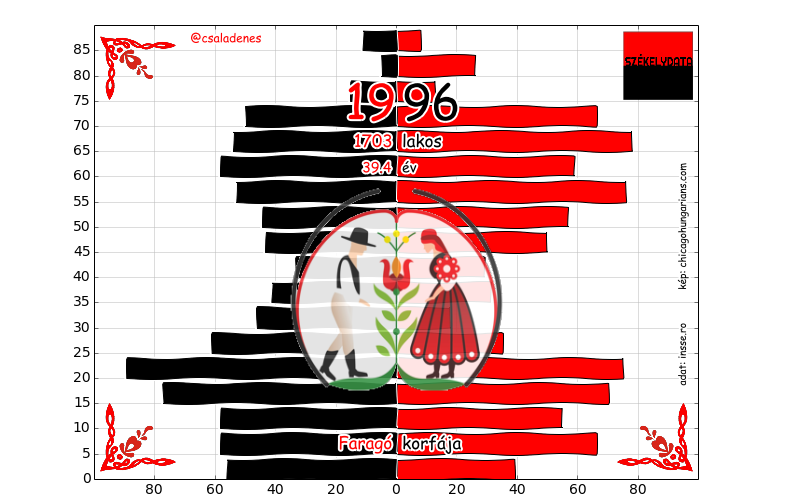 @csaladenes
SZÉKELYDATA
1996
1703 lakos
39.4 év
kép: chicagohungarians.com
adat: insse.ro
Faragó korfája
85
80
75
70
65
60
55
50
45
40
35
30
25
20
15
10
5
0
80 60 40 20 0 20 40 60 80